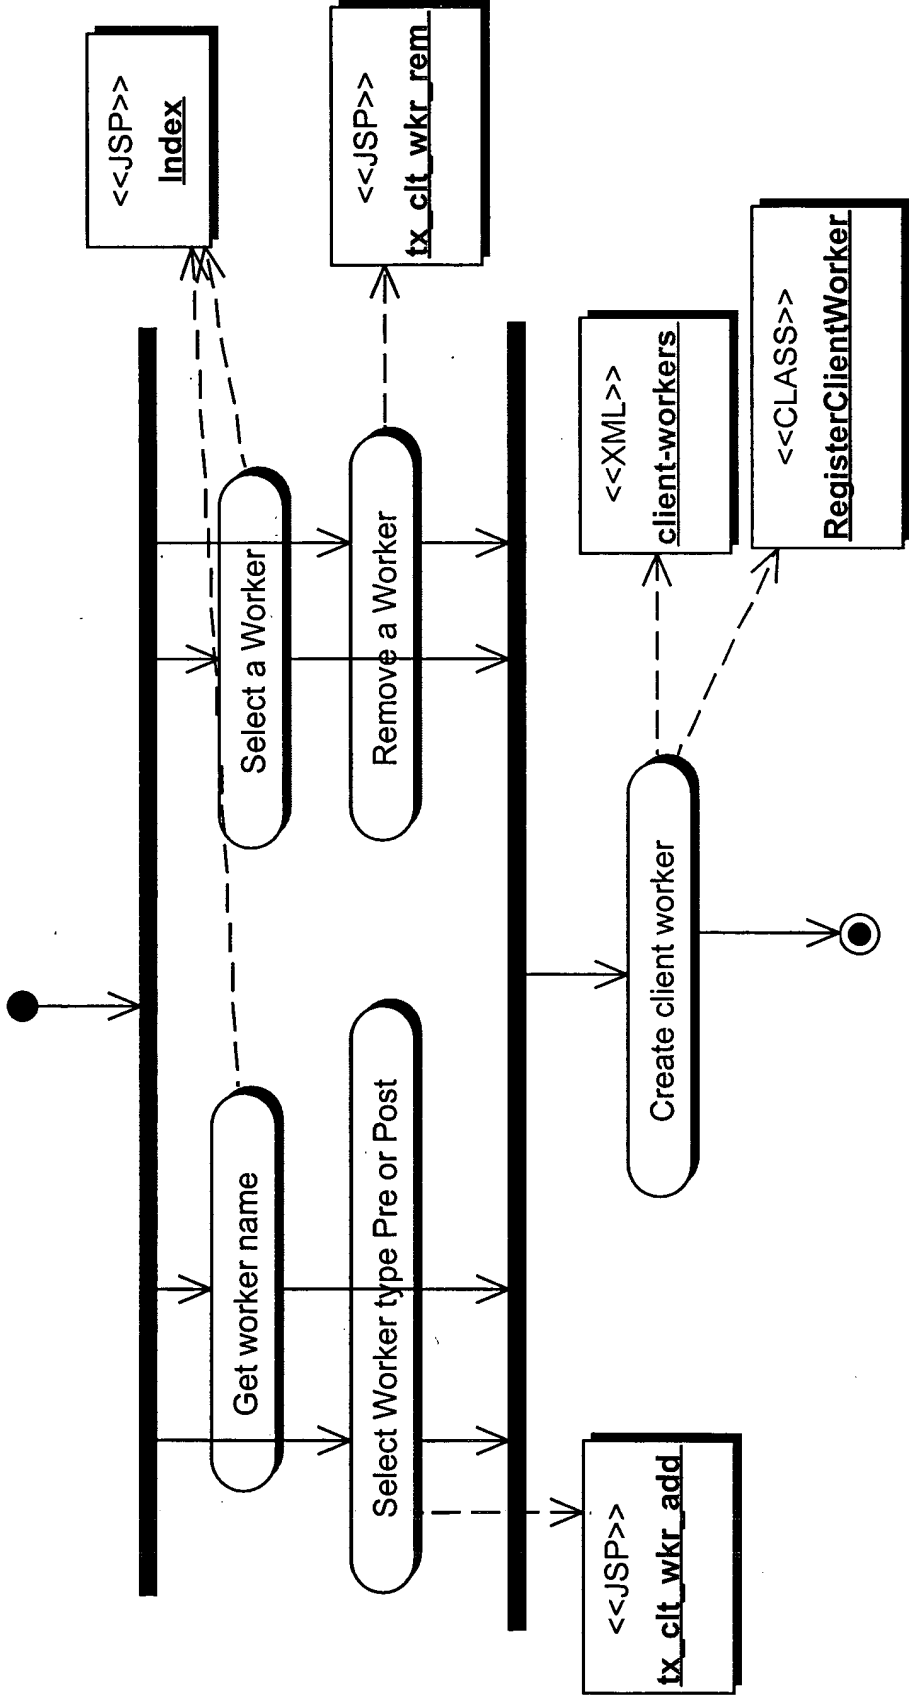 <<JSP>>
Index
<<JSP>>
tx_clt_wkr_rem
Get worker name
Select a Worker
Select Worker type Pre or Post
Remove a Worker
<<JSP>>
tx_clt_wkr_add
Create client worker
<<XML>>
client-workers
<<CLASS>>
RegisterClientWorker